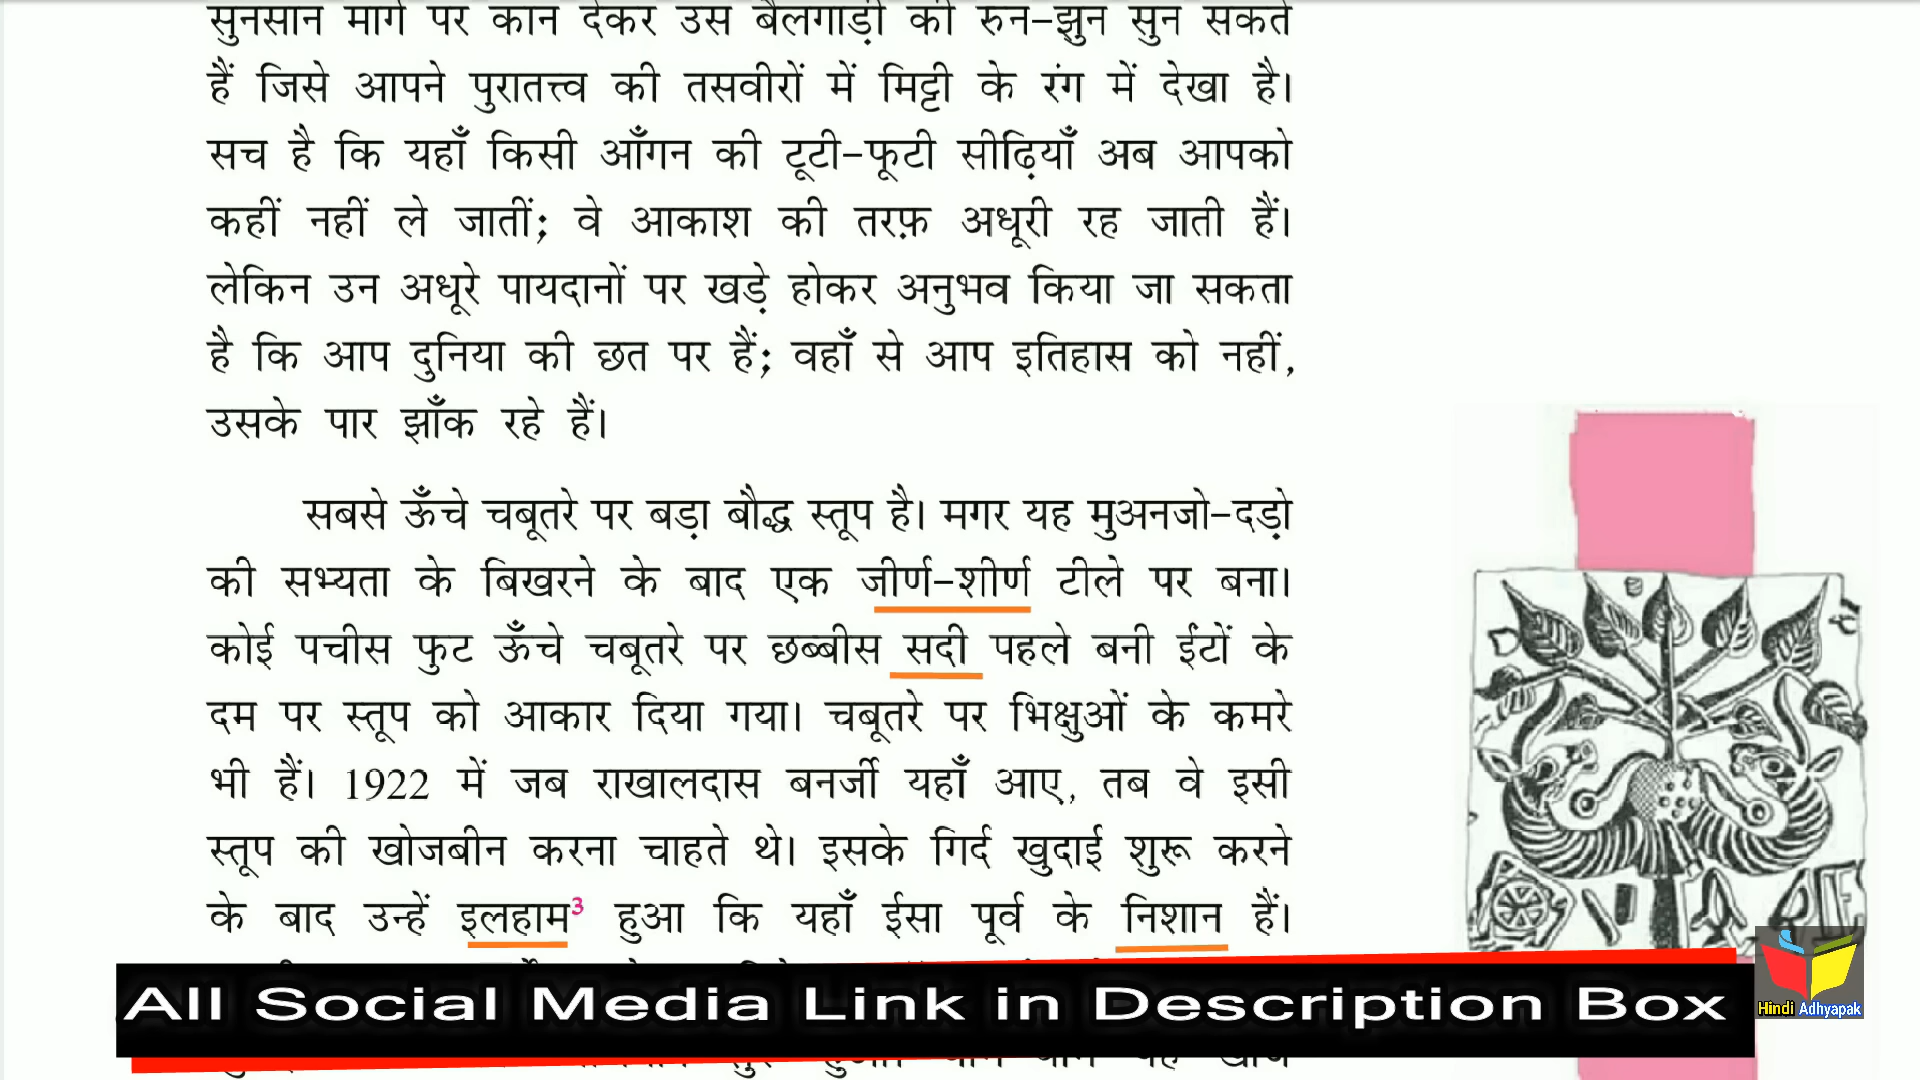 सुनसान मार्ग पर कान देकर उस बैलगाड़ी की रुन-झुन सुन सकते
हैं जिसे आपने पुरातत्त्व की तसवीरों में मिट्टी के रंग में देखा है।
सच है कि यहाँ किसी आँगन की टूटी-फूटी सीढ़ियाँ अब आपको
कहीं नहीं ले जातीं; वे आकाश की तरफ़ अधूरी रह जाती हैं।
लेकिन उन अधूरे पायदानों पर खड़े होकर अनुभव किया जा सकता
है कि आप दुनिया की छत पर हैं; वहाँ से आप इतिहास को नहीं,
उसके पार झाँक रहे हैं।
सबसे ऊँचे चबूतरे पर बड़ा बौद्ध स्तूप है। मगर यह मुअनजो-दड़ो
की सभ्यता के बिखरने के बाद एक जीर्ण-शीर्ण टीले पर बना।
कोई पचीस फुट ऊँचे चबूतरे पर छब्बीस सदी पहले बनी ईंटों के
दम पर स्तूप को आकार दिया गया। चबूतरे पर भिक्षुओं के कमरे
भी हैं। 1922 में जब राखालदास बनर्जी यहाँ आए, तब वे इसी
स्तूप की खोजबीन करना चाहते थे। इसके गिर्द खुदाई शुरू करने
के बाद उन्हें इलहाम³ हुआ कि यहाँ ईसा पूर्व के निशान हैं।
All Social Media Link in Description Box
Hindi Adhyapak